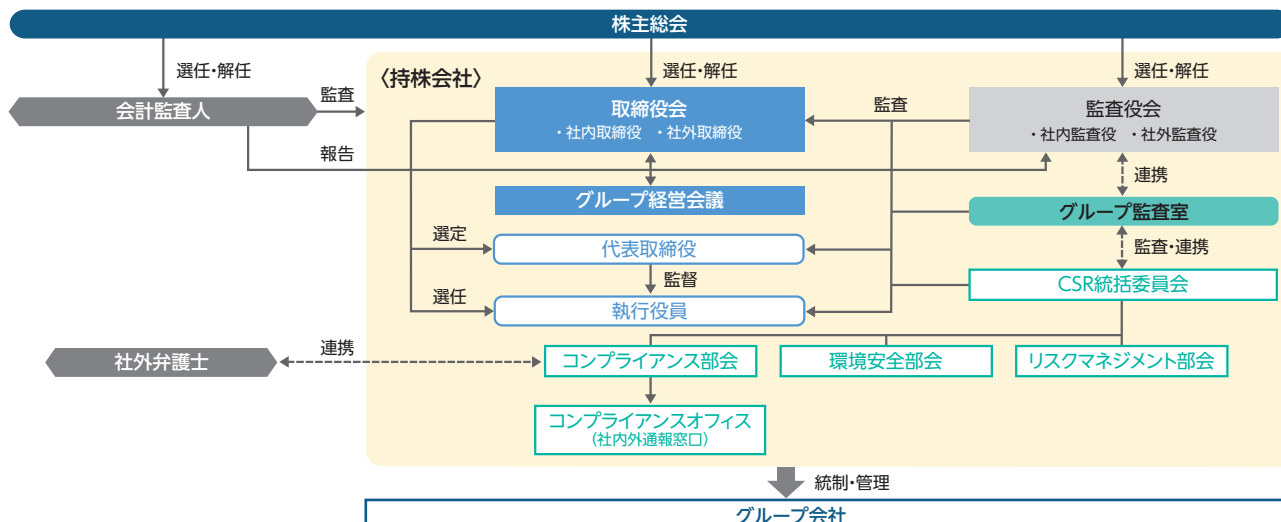 株主総会
選任・解任
選任・解任
選任・解任
〈持株会社〉
会計監査人
監査
取締役会
・社内取締役 ・社外取締役
監査
監査役会
・社内監査役 ・社外監査役
報告
連携
グループ経営会議
グループ監査室
選定
代表取締役
監査・連携
監督
CSR統括委員会
選任
執行役員
社外弁護士
連携
コンプライアンス部会
環境安全部会
リスクマネジメント部会
コンプライアンスオフィス
(社内外通報窓口)
統制・管理
グループ会社